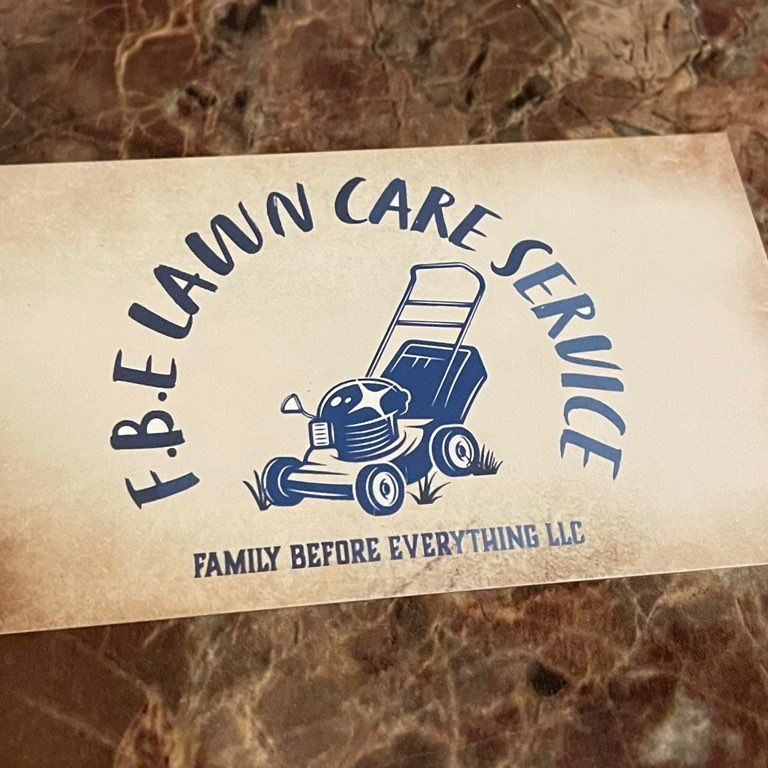 F.B.E LAWN CARE SERVICE
FAMILY BEFORE EVERYTHING LLC